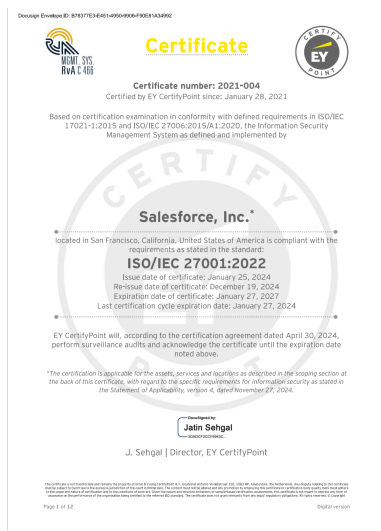 Docusign Envelope ID: B78377E3-E451-4950-9906-F90E81A34992
RvA
MGMT. SYS.
RvA C 466
Certificate
CERTIFY
EY
POINT
Certificate number: 2021-004
Certified by EY CertifyPoint since: January 28, 2021
Based on certification examination in conformity with defined requirements in ISO/IEC
17021-1:2015 and ISO/IEC 27006:2015/A1:2020, the Information Security
Management System as defined and implemented by
Salesforce, Inc.*
located in San Francisco, California, United States of America is compliant with the
requirements as stated in the standard:
ISO/IEC 27001:2022
Issue date of certificate: January 25, 2024
Re-issue date of certificate: December 19, 2024
Expiration date of certificate: January 27, 2027
Last certification cycle expiration date: January 27, 2024
EY CertifyPoint will, according to the certification agreement dated April 30, 2024,
perform surveillance audits and acknowledge the certificate until the expiration date
noted above.
*The certification is applicable for the assets, services and locations as described in the scoping section at
the back of this certificate, with regard to the specific requirements for information security as stated in
the Statement of Applicability, version 4, dated November 27, 2024.
DocuSigned by:
Jatin Sehgal
J. Sehgal | Director, EY CertifyPoint
Page 1 of 12
Digital version